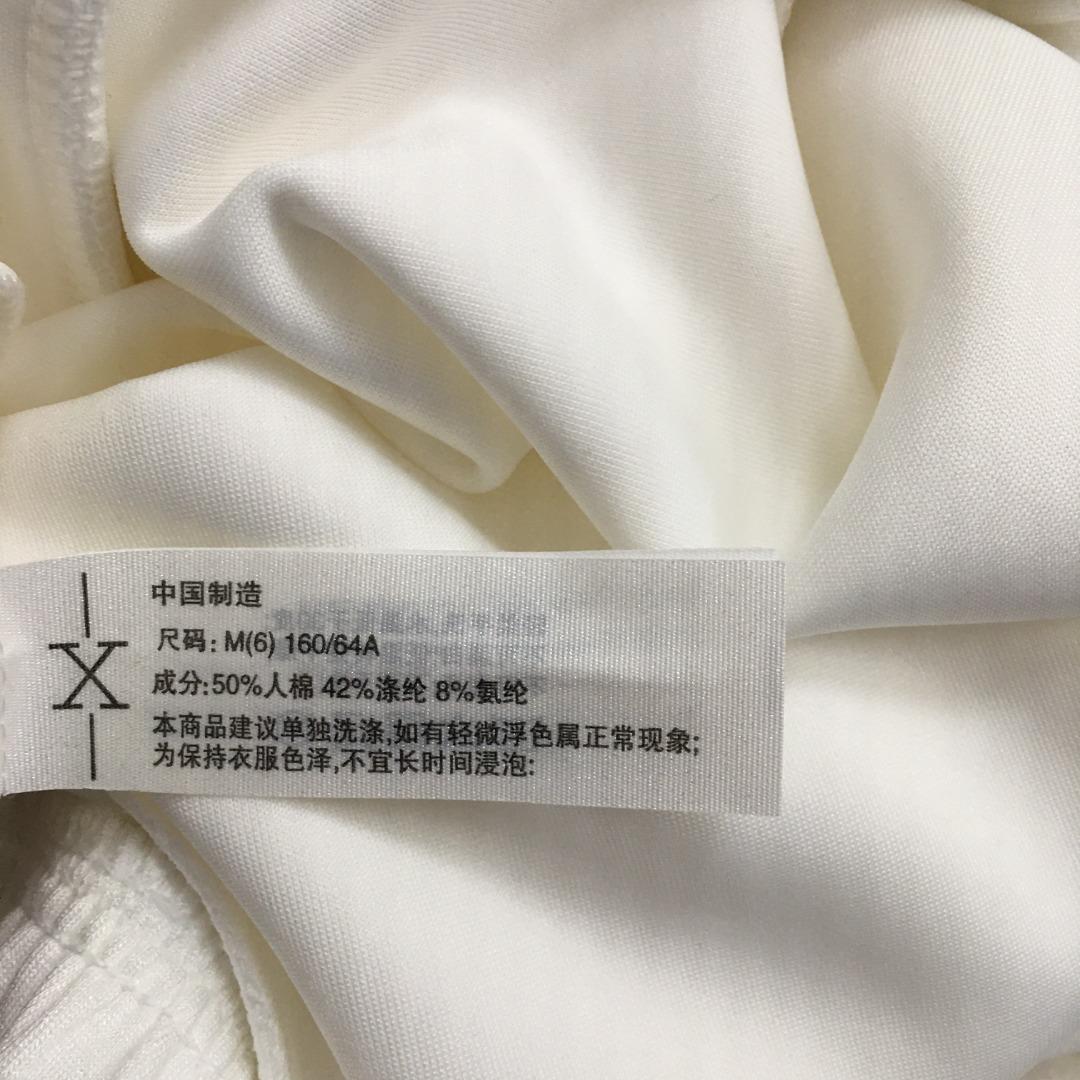 中国制造
尺码: M(6) 160/64A
成分:50%人棉 42%涤纶 8%氨纶
本商品建议单独洗涤,如有轻微浮色属正常现象;
为保持衣服色泽,不宜长时间浸泡:
X